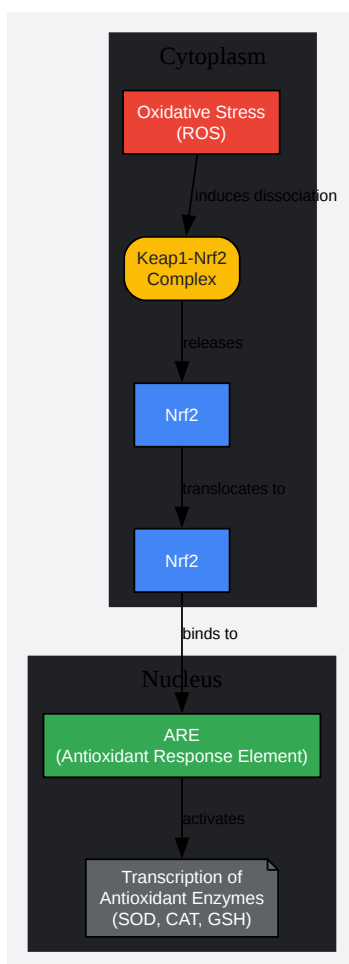 Cytoplasm
Oxidative Stress
(ROS)
induces dissociation
Keap1-Nrf2
Complex
releases
Nrf2
translocates to
Nrf2
binds to
Nucleus
ARE
(Antioxidant Response Element)
activates
Transcription of
Antioxidant Enzymes
(SOD, CAT, GSH)